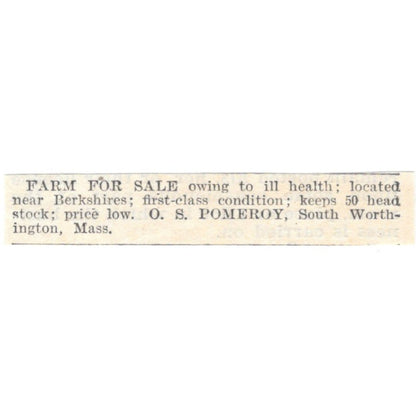 FARM FOR SALE owing to ill health; located
near Berkshires; first-class condition; keeps 50 head
stock; price low. O. S. POMEROY, South Worth-
ington, Mass.